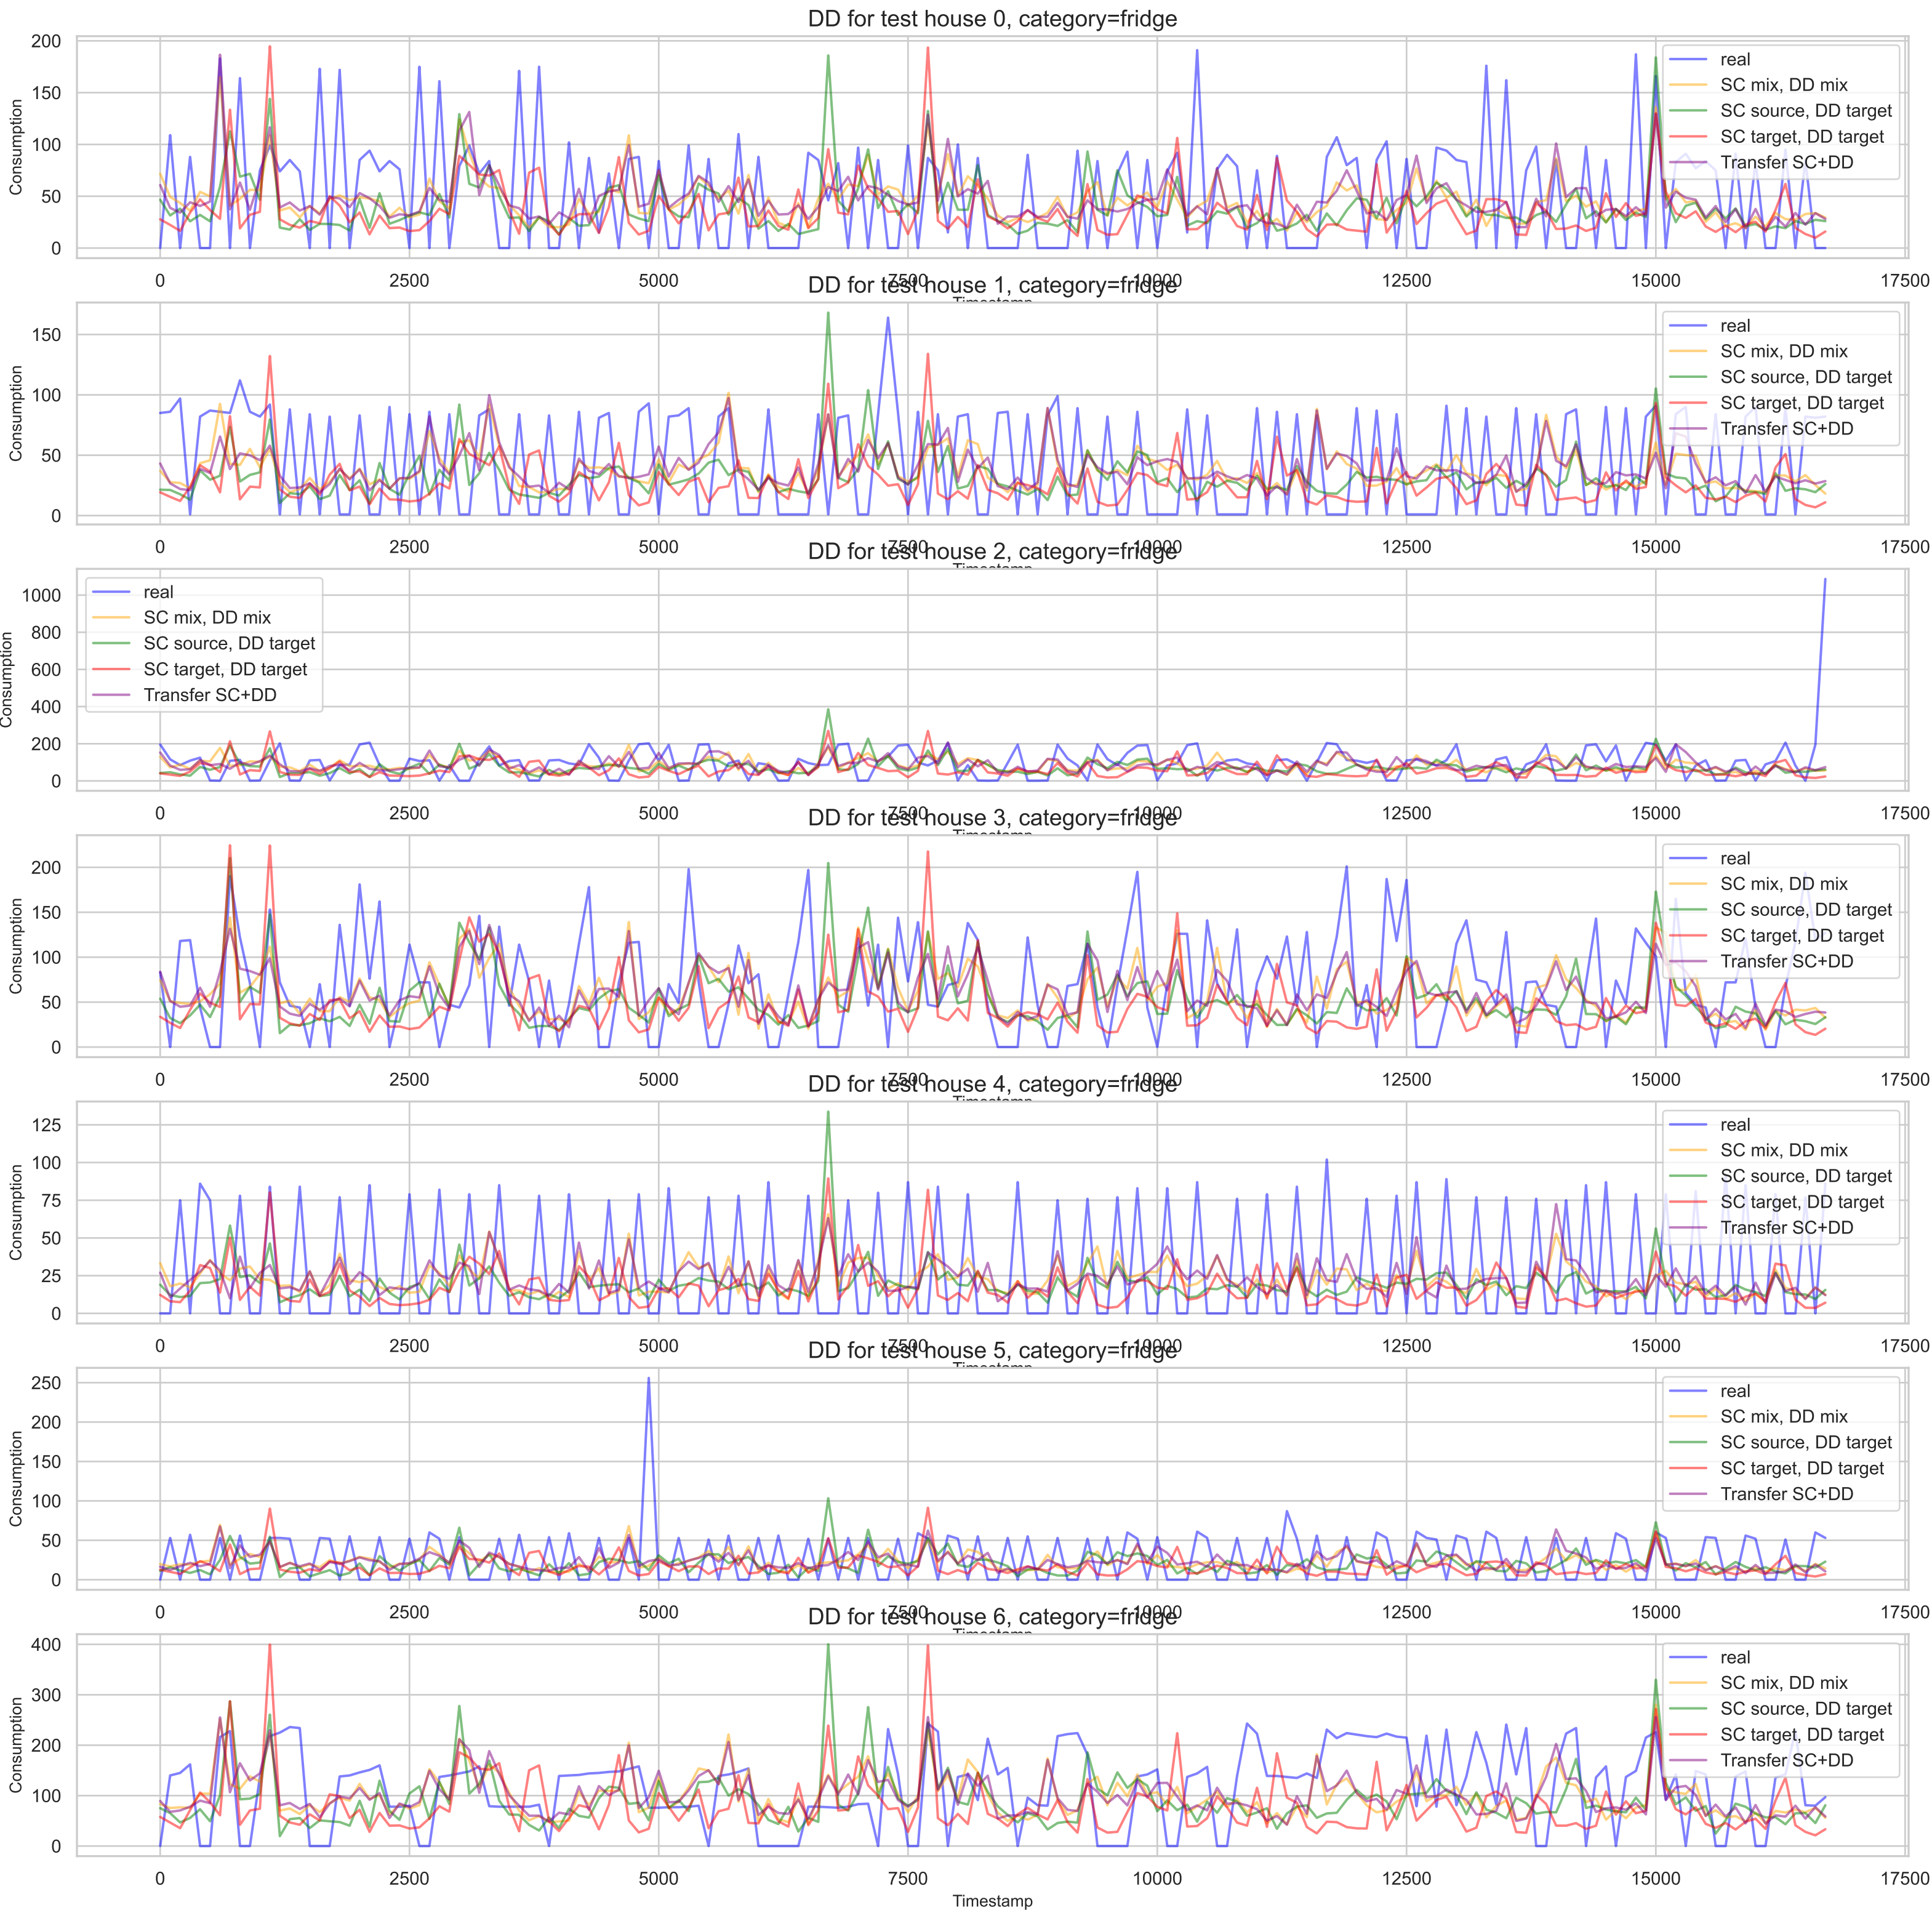 DD for test house 0, category=fridge
200
150
100
50
0
Consumption
real
SC mix, DD mix
SC source, DD target
SC target, DD target
Transfer SC+DD
0 2500 5000 7500 10000 12500 15000 17500
Timestamp
DD for test house 1, category=fridge
150
100
50
0
Consumption
real
SC mix, DD mix
SC source, DD target
SC target, DD target
Transfer SC+DD
0 2500 5000 7500 10000 12500 15000 17500
Timestamp
DD for test house 2, category=fridge
1000
800
600
400
200
0
Consumption
real
SC mix, DD mix
SC source, DD target
SC target, DD target
Transfer SC+DD
0 2500 5000 7500 10000 12500 15000 17500
Timestamp
DD for test house 3, category=fridge
200
150
100
50
0
Consumption
real
SC mix, DD mix
SC source, DD target
SC target, DD target
Transfer SC+DD
0 2500 5000 7500 10000 12500 15000 17500
Timestamp
DD for test house 4, category=fridge
125
100
75
50
25
0
Consumption
real
SC mix, DD mix
SC source, DD target
SC target, DD target
Transfer SC+DD
0 2500 5000 7500 10000 12500 15000 17500
Timestamp
DD for test house 5, category=fridge
250
200
150
100
50
0
Consumption
real
SC mix, DD mix
SC source, DD target
SC target, DD target
Transfer SC+DD
0 2500 5000 7500 10000 12500 15000 17500
Timestamp
DD for test house 6, category=fridge
400
300
200
100
0
Consumption
real
SC mix, DD mix
SC source, DD target
SC target, DD target
Transfer SC+DD
0 2500 5000 7500 10000 12500 15000 17500
Timestamp